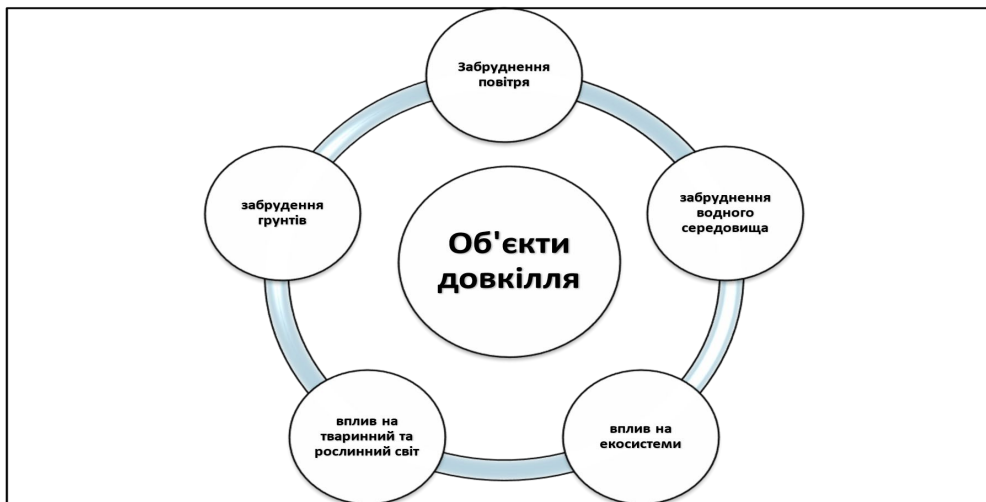 Забруднення
повітря
забруднення
водного
середовища
вплив на
екосистеми
вплив на
тваринний та
рослинний світ
забрудення
грунтів
Об'єкти
довкілля